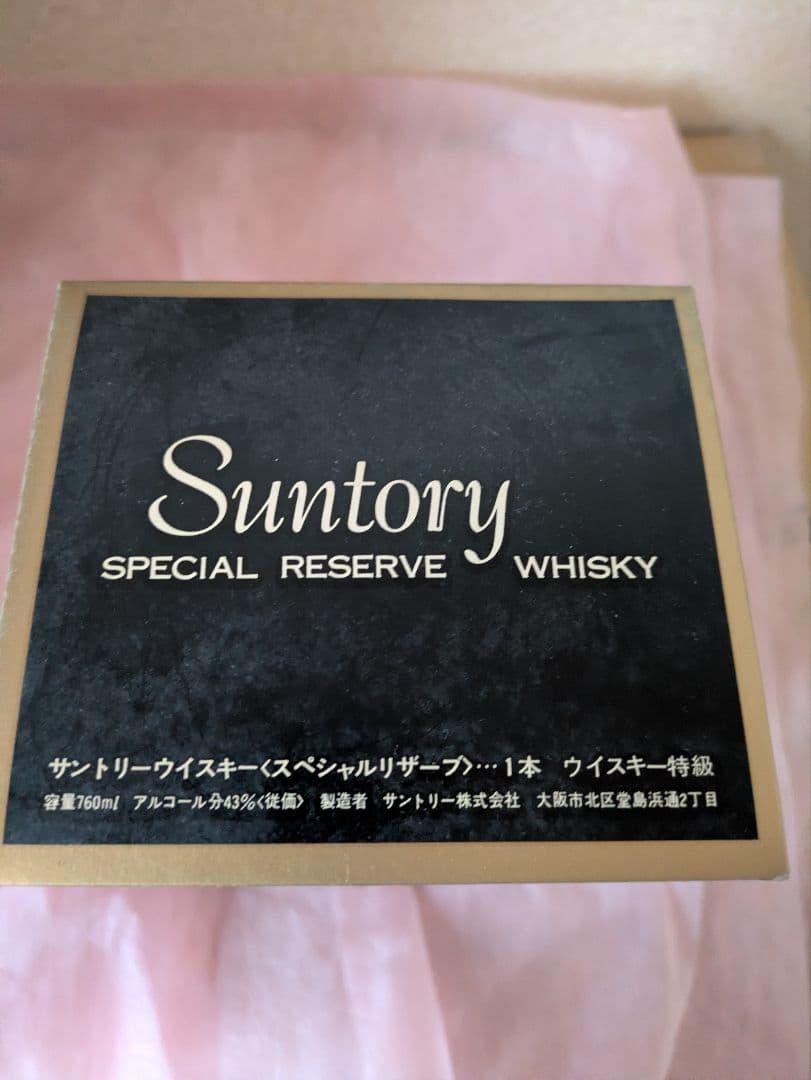 Suntory
SPECIAL RESERVE WHISKY
サントリーウイスキー〈スペシャルリザーブ〉…1本 ウイスキー特級
容量760ml アルコール分43%〈従価〉 製造者 サントリー株式会社 大阪市北区堂島浜通2丁目